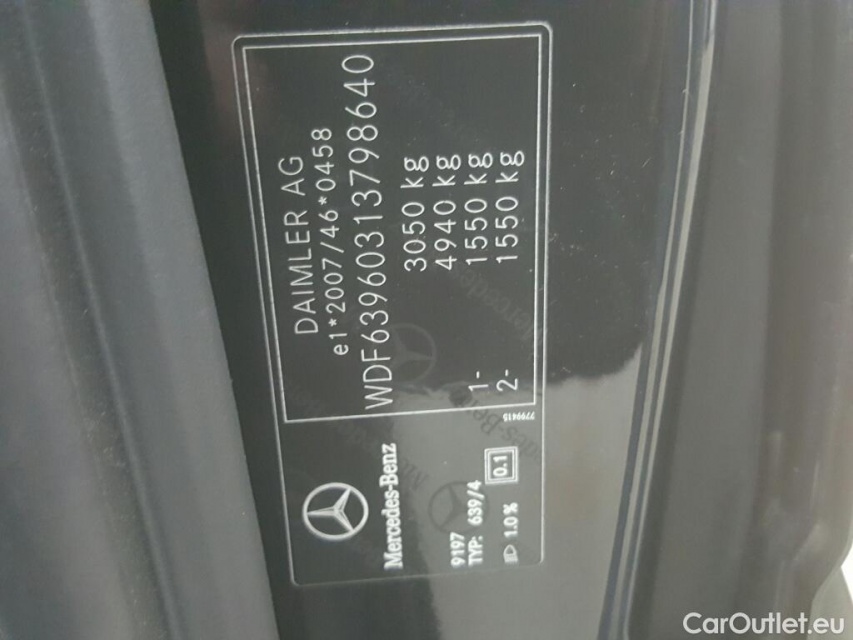 DAIMLER AG
e1*2007/46*0458
WDF63960313798640
3050 kg
4940 kg
1- 1550 kg
2- 1550 kg
7799415
Mercedes-Benz
9197
TYP: 639/4
1.0 % 0.1
CarOutlet.eu